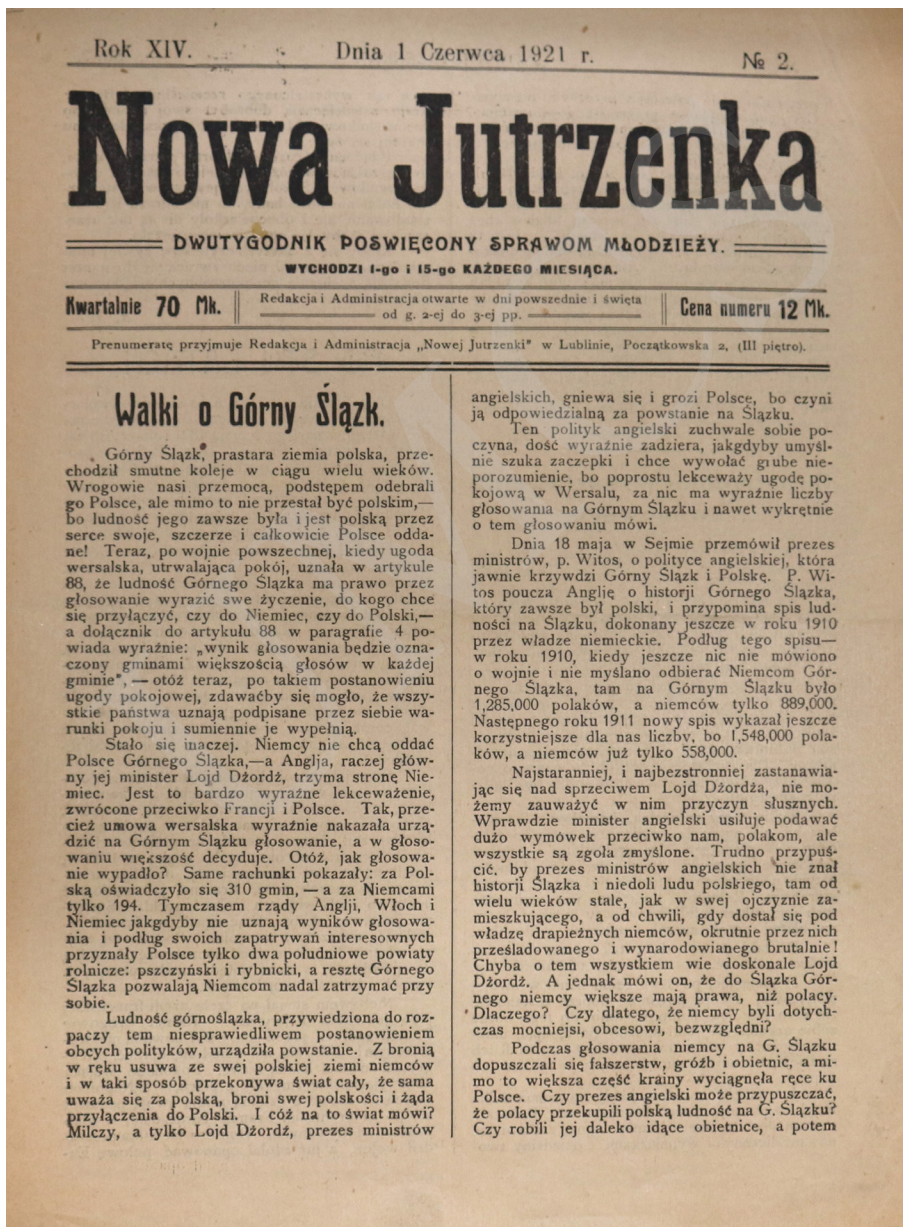 Rok XIV.
Dnia 1 Czerwca 1921 r.
№ 2.
Nowa Jutrzenka
DWUTYGODNIK POSWIĘCONY SPRAWOM MŁODZIEŻY.
WYCHODZI 1-go i 15-go KAŻDEGO MIESIĄCA.
Kwartalnie 70 Mk.
Redakcja i Administracja otwarte w dni powszednie i święta
od g. 2-ej do 3-ej pp.
Cena numeru 12 Mk.
Prenumeratę przyjmuje Redakcja i Administracja „Nowej Jutrzenki" w Lublinie, Początkowska 2, (III piętro).
Walki o Górny Ślązk.
Górny Ślązk, prastara ziemia polska, prze-
chodził smutne koleje w ciągu wielu wieków.
Wrogowie nasi przemocą, podstępem odebrali
go Polsce, ale mimo to nie przestał być polskim,—
bo ludność jego zawsze była i jest polską przez
serce swoje, szczerze i całkowicie Polsce odda-
ne! Teraz, po wojnie powszechnej, kiedy ugoda
wersalska, utrwalająca pokój, uznała w artykule
88, że ludność Górnego Ślązka ma prawo przez
głosowanie wyrazić swe życzenie, do kogo chce
się przyłączyć, czy do Niemiec, czy do Polski,—
a dołącznik do artykułu 88 w paragrafie 4 po-
wiada wyraźnie: „wynik głosowania będzie ozna-
czony gminami większością głosów w każdej
gminie", — otóż teraz, po takiem postanowieniu
ugody pokojowej, zdawaćby się mogło, że wszy-
stkie państwa uznają podpisane przez siebie wa-
runki pokoju i sumiennie je wypełnią.
Stało się inaczej. Niemcy nie chcą oddać
Polsce Górnego Ślązka,—a Anglja, raczej głów-
ny jej minister Lojd Dżordż, trzyma stronę Nie-
miec. Jest to bardzo wyraźne lekceważenie,
zwrócone przeciwko Francji i Polsce. Tak, prze-
cież umowa wersalska wyraźnie nakazała urzą-
dzić na Górnym Ślązku głosowanie, a w głoso-
waniu większość decyduje. Otóż, jak głosowa-
nie wypadło? Same rachunki pokazały: za Pol-
ską oświadczyło się 310 gmin, — a za Niemcami
tylko 194. Tymczasem rządy Anglji, Włoch i
Niemiec jakgdyby nie uznają wyników głosowa-
nia i podług swoich zapatrywań interesownych
przyznały Polsce tylko dwa południowe powiaty
rolnicze: pszczyński i rybnicki, a resztę Górnego
Ślązka pozwalają Niemcom nadal zatrzymać przy
sobie.
Ludność górnoślązka, przywiedziona do roz-
paczy tem niesprawiedliwem postanowieniem
obcych polityków, urządziła powstanie. Z bronią
w ręku usuwa ze swej polskiej ziemi niemców
i w taki sposób przekonywa świat cały, że sama
uważa się za polską, broni swej polskości i żąda
przyłączenia do Polski. I cóż na to świat mówi?
Milczy, a tylko Lojd Dżordż, prezes ministrów
angielskich, gniewa się i grozi Polsce, bo czyni
ją odpowiedzialną za powstanie na Ślązku.
Ten polityk angielski zuchwale sobie po-
czyna, dość wyraźnie zadziera, jakgdyby umyśl-
nie szuka zaczepki i chce wywołać grube nie-
porozumienie, bo poprostu lekceważy ugodę po-
kojową w Wersalu, za nic ma wyraźnie liczby
głosowania na Górnym Ślązku i nawet wykrętnie
o tem głosowaniu mówi.
Dnia 18 maja w Sejmie przemówił prezes
ministrów, p. Witos, o polityce angielskiej, która
jawnie krzywdzi Górny Ślązk i Polskę. P. Wi-
tos poucza Anglję o historji Górnego Ślązka,
który zawsze był polski, i przypomina spis lud-
ności na Ślązku, dokonany jeszcze w roku 1910
przez władze niemieckie. Podług tego spisu—
w roku 1910, kiedy jeszcze nic nie mówiono
o wojnie i nie myślano odbierać Niemcom Gór-
nego Ślązka, tam na Górnym Ślązku było
1,285,000 polaków, a niemców tylko 889,000.
Następnego roku 1911 nowy spis wykazał jeszcze
korzystniejsze dla nas liczby, bo 1,548,000 pola-
ków, a niemców już tylko 558,000.
Najstaranniej, i najbezstronniej zastanawia-
jąc się nad sprzeciwem Lojd Dżordża, nie mo-
żemy zauważyć w nim przyczyn słusznych.
Wprawdzie minister angielski usiłuje podawać
dużo wymówek przeciwko nam, polakom, ale
wszystkie są zgoła zmyślone. Trudno przypuś-
cić, by prezes ministrów angielskich nie znał
historji Ślązka i niedoli ludu polskiego, tam od
wielu wieków stale, jak w swej ojczyznie za-
mieszkującego, a od chwili, gdy dostał się pod
władzę drapieżnych niemców, okrutnie przez nich
prześladowanego i wynarodowianego brutalnie!
Chyba o tem wszystkiem wie doskonale Lojd
Dżordż. A jednak mówi on, że do Ślązka Gór-
nego niemcy większe mają prawa, niż polacy.
Dlaczego? Czy dlatego, że niemcy byli dotych-
czas mocniejsi, obcesowi, bezwzględni?
Podczas głosowania niemcy na G. Ślązku
dopuszczali się fałszerstw, gróźb i obietnic, a mi-
mo to większa część krainy wyciągnęła ręce ku
Polsce. Czy prezes angielski może przypuszczać,
że polacy przekupili polską ludność na G. Ślązku?
Czy robili jej daleko idące obietnice, a potem